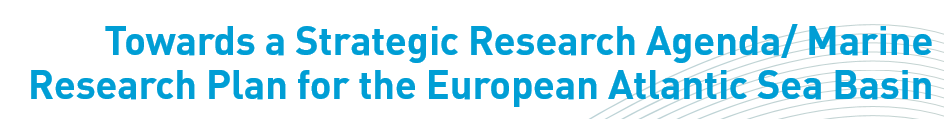 Towards a Strategic Research Agenda/ Marine
Research Plan for the European Atlantic Sea Basin